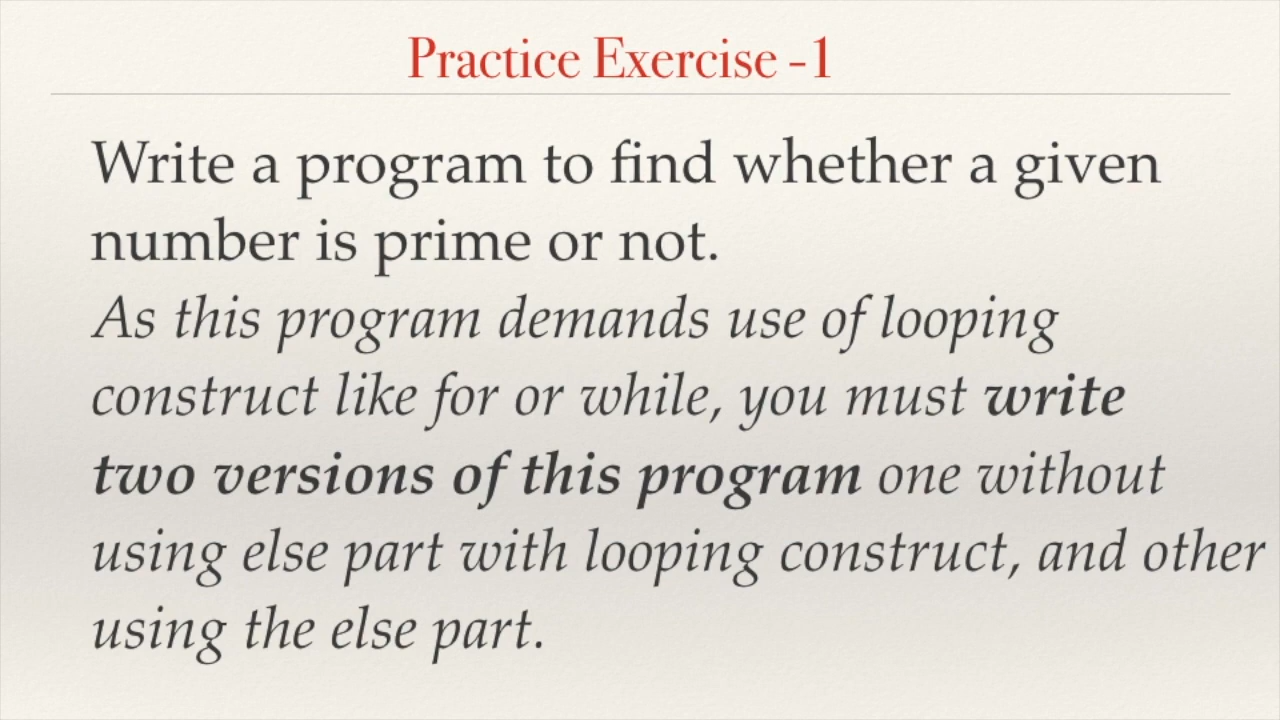 Practice Exercise -1
Write a program to find whether a given
number is prime or not.
As this program demands use of looping
construct like for or while, you must write
two versions of this program one without
using else part with looping construct, and other
using the else part.